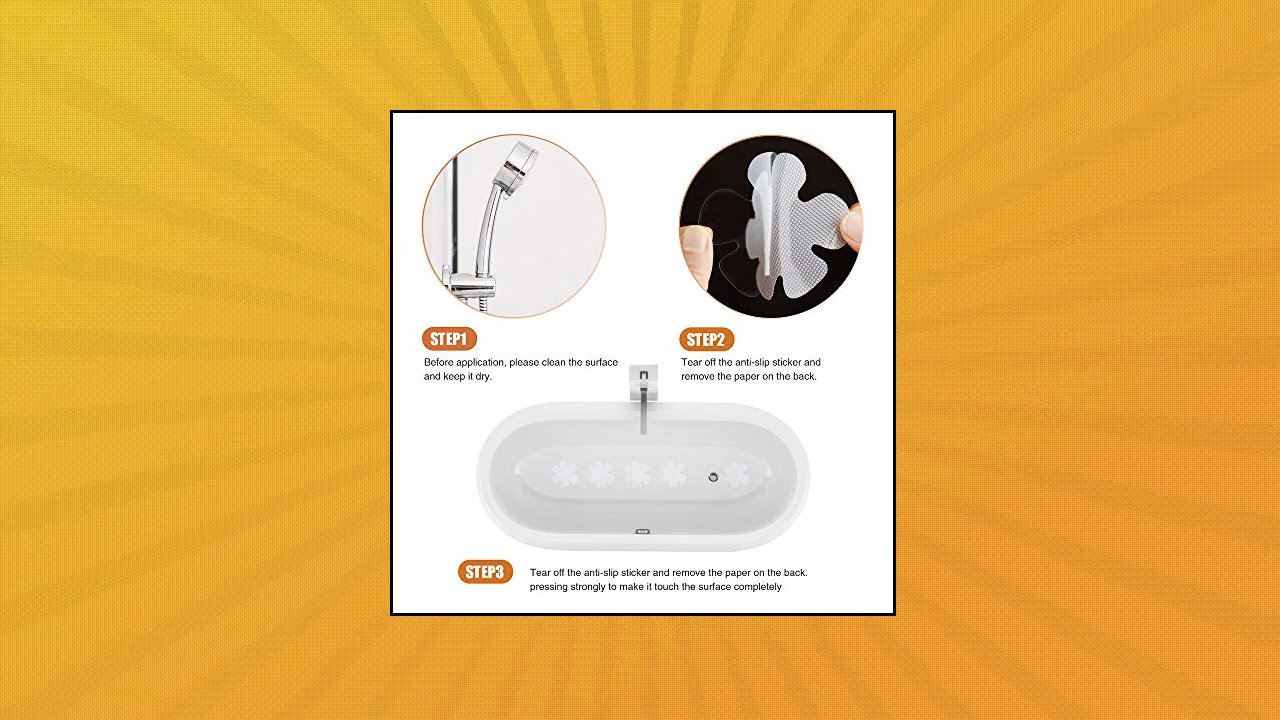 STEP1
Before application, please clean the surface
and keep it dry.
STEP2
Tear off the anti-slip sticker and
remove the paper on the back.
STEP3
Tear off the anti-slip sticker and remove the paper on the back.
pressing strongly to make it touch the surface completely